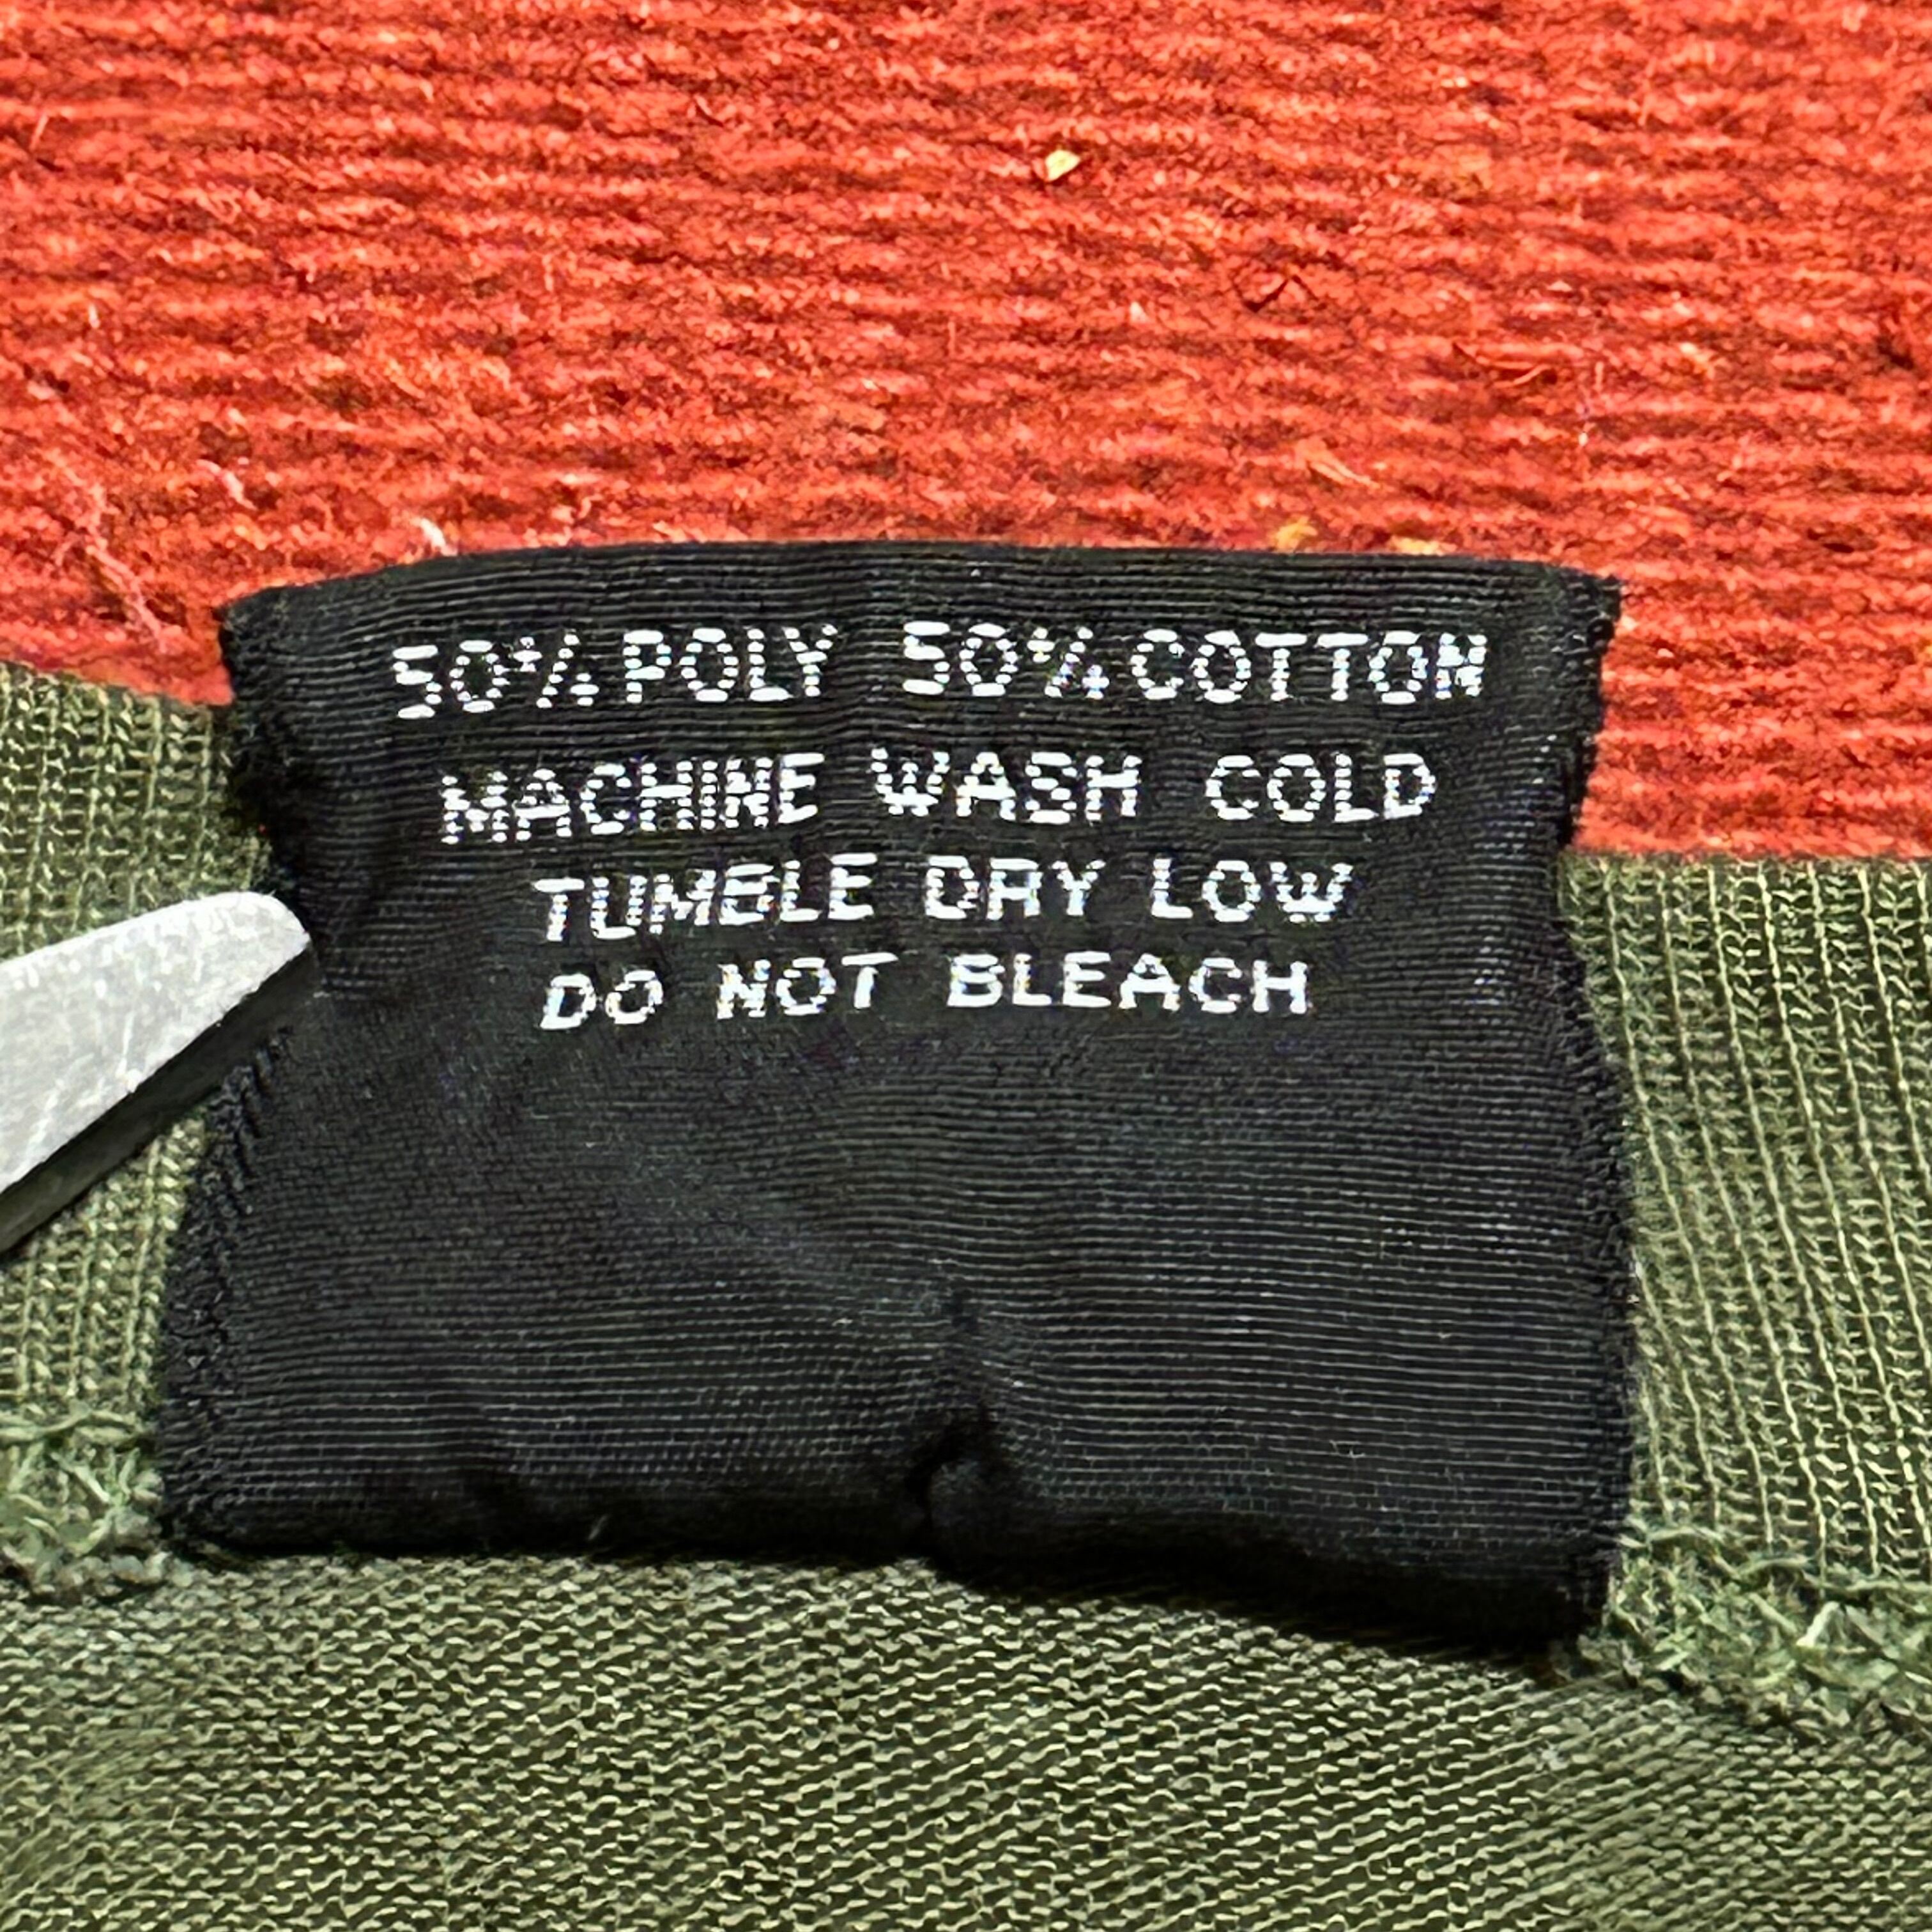 50% POLY 50% COTTON
MACHINE WASH COLD
TUMBLE DRY LOW
DO NOT BLEACH